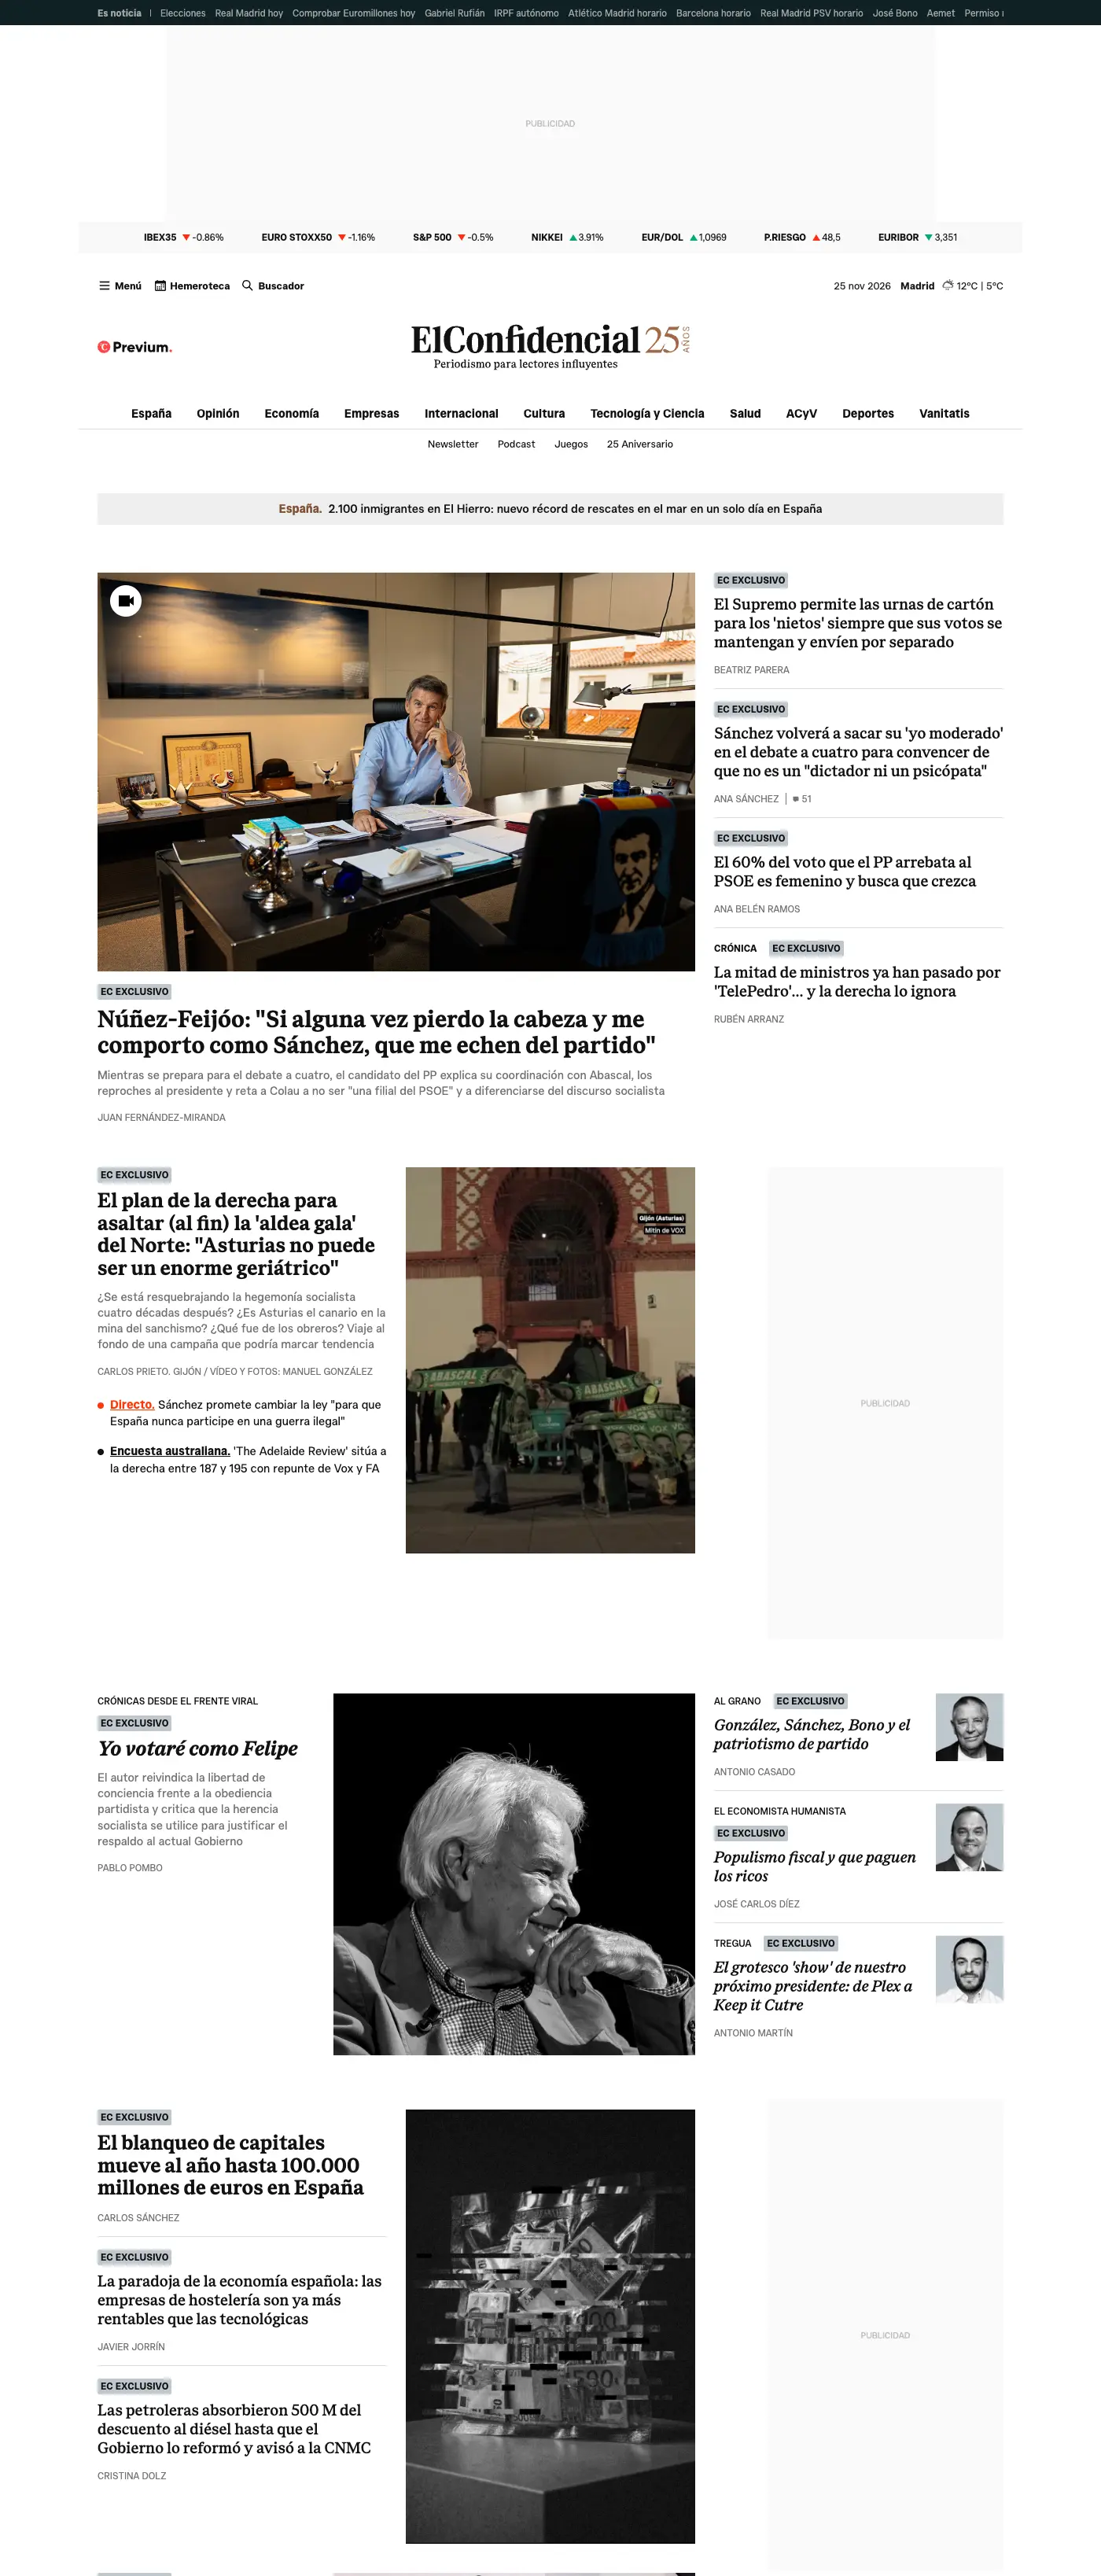 Es noticia | Elecciones Real Madrid hoy Comprobar Euromillones hoy Gabriel Rufián IRPF autónomo Atlético Madrid horario Barcelona horario Real Madrid PSV horario José Bono Aemet Permiso
PUBLICIDAD
IBEX35 -0.86% EURO STOXX50 -1.16% S&P 500 -0.5% NIKKEI 3.91% EUR/DOL 1,0969 P.RIESGO 48,5 EURIBOR 3,351
Menú Hemeroteca Buscador
25 nov 2026 Madrid 12ºC | 5ºC
Previum.
ElConfidencial 25 AÑOS
Periodismo para lectores influyentes
España Opinión Economía Empresas Internacional Cultura Tecnología y Ciencia Salud ACyV Deportes Vanitatis
Newsletter Podcast Juegos 25 Aniversario
España. 2.100 inmigrantes en El Hierro: nuevo récord de rescates en el mar en un solo día en España
EC EXCLUSIVO
Núñez-Feijóo: "Si alguna vez pierdo la cabeza y me
comporto como Sánchez, que me echen del partido"
Mientras se prepara para el debate a cuatro, el candidato del PP explica su coordinación con Abascal, los
reproches al presidente y reta a Colau a no ser "una filial del PSOE" y a diferenciarse del discurso socialista
JUAN FERNÁNDEZ-MIRANDA
EC EXCLUSIVO
El Supremo permite las urnas de cartón
para los 'nietos' siempre que sus votos se
mantengan y envíen por separado
BEATRIZ PARERA
EC EXCLUSIVO
Sánchez volverá a sacar su 'yo moderado'
en el debate a cuatro para convencer de
que no es un "dictador ni un psicópata"
ANA SÁNCHEZ | 51
EC EXCLUSIVO
El 60% del voto que el PP arrebata al
PSOE es femenino y busca que crezca
ANA BELÉN RAMOS
CRÓNICA EC EXCLUSIVO
La mitad de ministros ya han pasado por
'TelePedro'... y la derecha lo ignora
RUBÉN ARRANZ
EC EXCLUSIVO
El plan de la derecha para
asaltar (al fin) la 'aldea gala'
del Norte: "Asturias no puede
ser un enorme geriátrico"
¿Se está resquebrajando la hegemonía socialista
cuatro décadas después? ¿Es Asturias el canario en la
mina del sanchismo? ¿Qué fue de los obreros? Viaje al
fondo de una campaña que podría marcar tendencia
CARLOS PRIETO. GIJÓN / VÍDEO Y FOTOS: MANUEL GONZÁLEZ
Directo. Sánchez promete cambiar la ley "para que
España nunca participe en una guerra ilegal"
Encuesta australiana. 'The Adelaide Review' sitúa a
la derecha entre 187 y 195 con repunte de Vox y FA
Gijón (Asturias)
Mitin de VOX
ABASCAL
ABASCAL
PUBLICIDAD
CRÓNICAS DESDE EL FRENTE VIRAL
EC EXCLUSIVO
Yo votaré como Felipe
El autor reivindica la libertad de
conciencia frente a la obediencia
partidista y critica que la herencia
socialista se utilice para justificar el
respaldo al actual Gobierno
PABLO POMBO
AL GRANO EC EXCLUSIVO
González, Sánchez, Bono y el
patriotismo de partido
ANTONIO CASADO
EL ECONOMISTA HUMANISTA
EC EXCLUSIVO
Populismo fiscal y que paguen
los ricos
JOSÉ CARLOS DÍEZ
TREGUA EC EXCLUSIVO
El grotesco 'show' de nuestro
próximo presidente: de Plex a
Keep it Cutre
ANTONIO MARTÍN
EC EXCLUSIVO
El blanqueo de capitales
mueve al año hasta 100.000
millones de euros en España
CARLOS SÁNCHEZ
EC EXCLUSIVO
La paradoja de la economía española: las
empresas de hostelería son ya más
rentables que las tecnológicas
JAVIER JORRÍN
EC EXCLUSIVO
Las petroleras absorbieron 500 M del
descuento al diésel hasta que el
Gobierno lo reformó y avisó a la CNMC
CRISTINA DOLZ
PUBLICIDAD